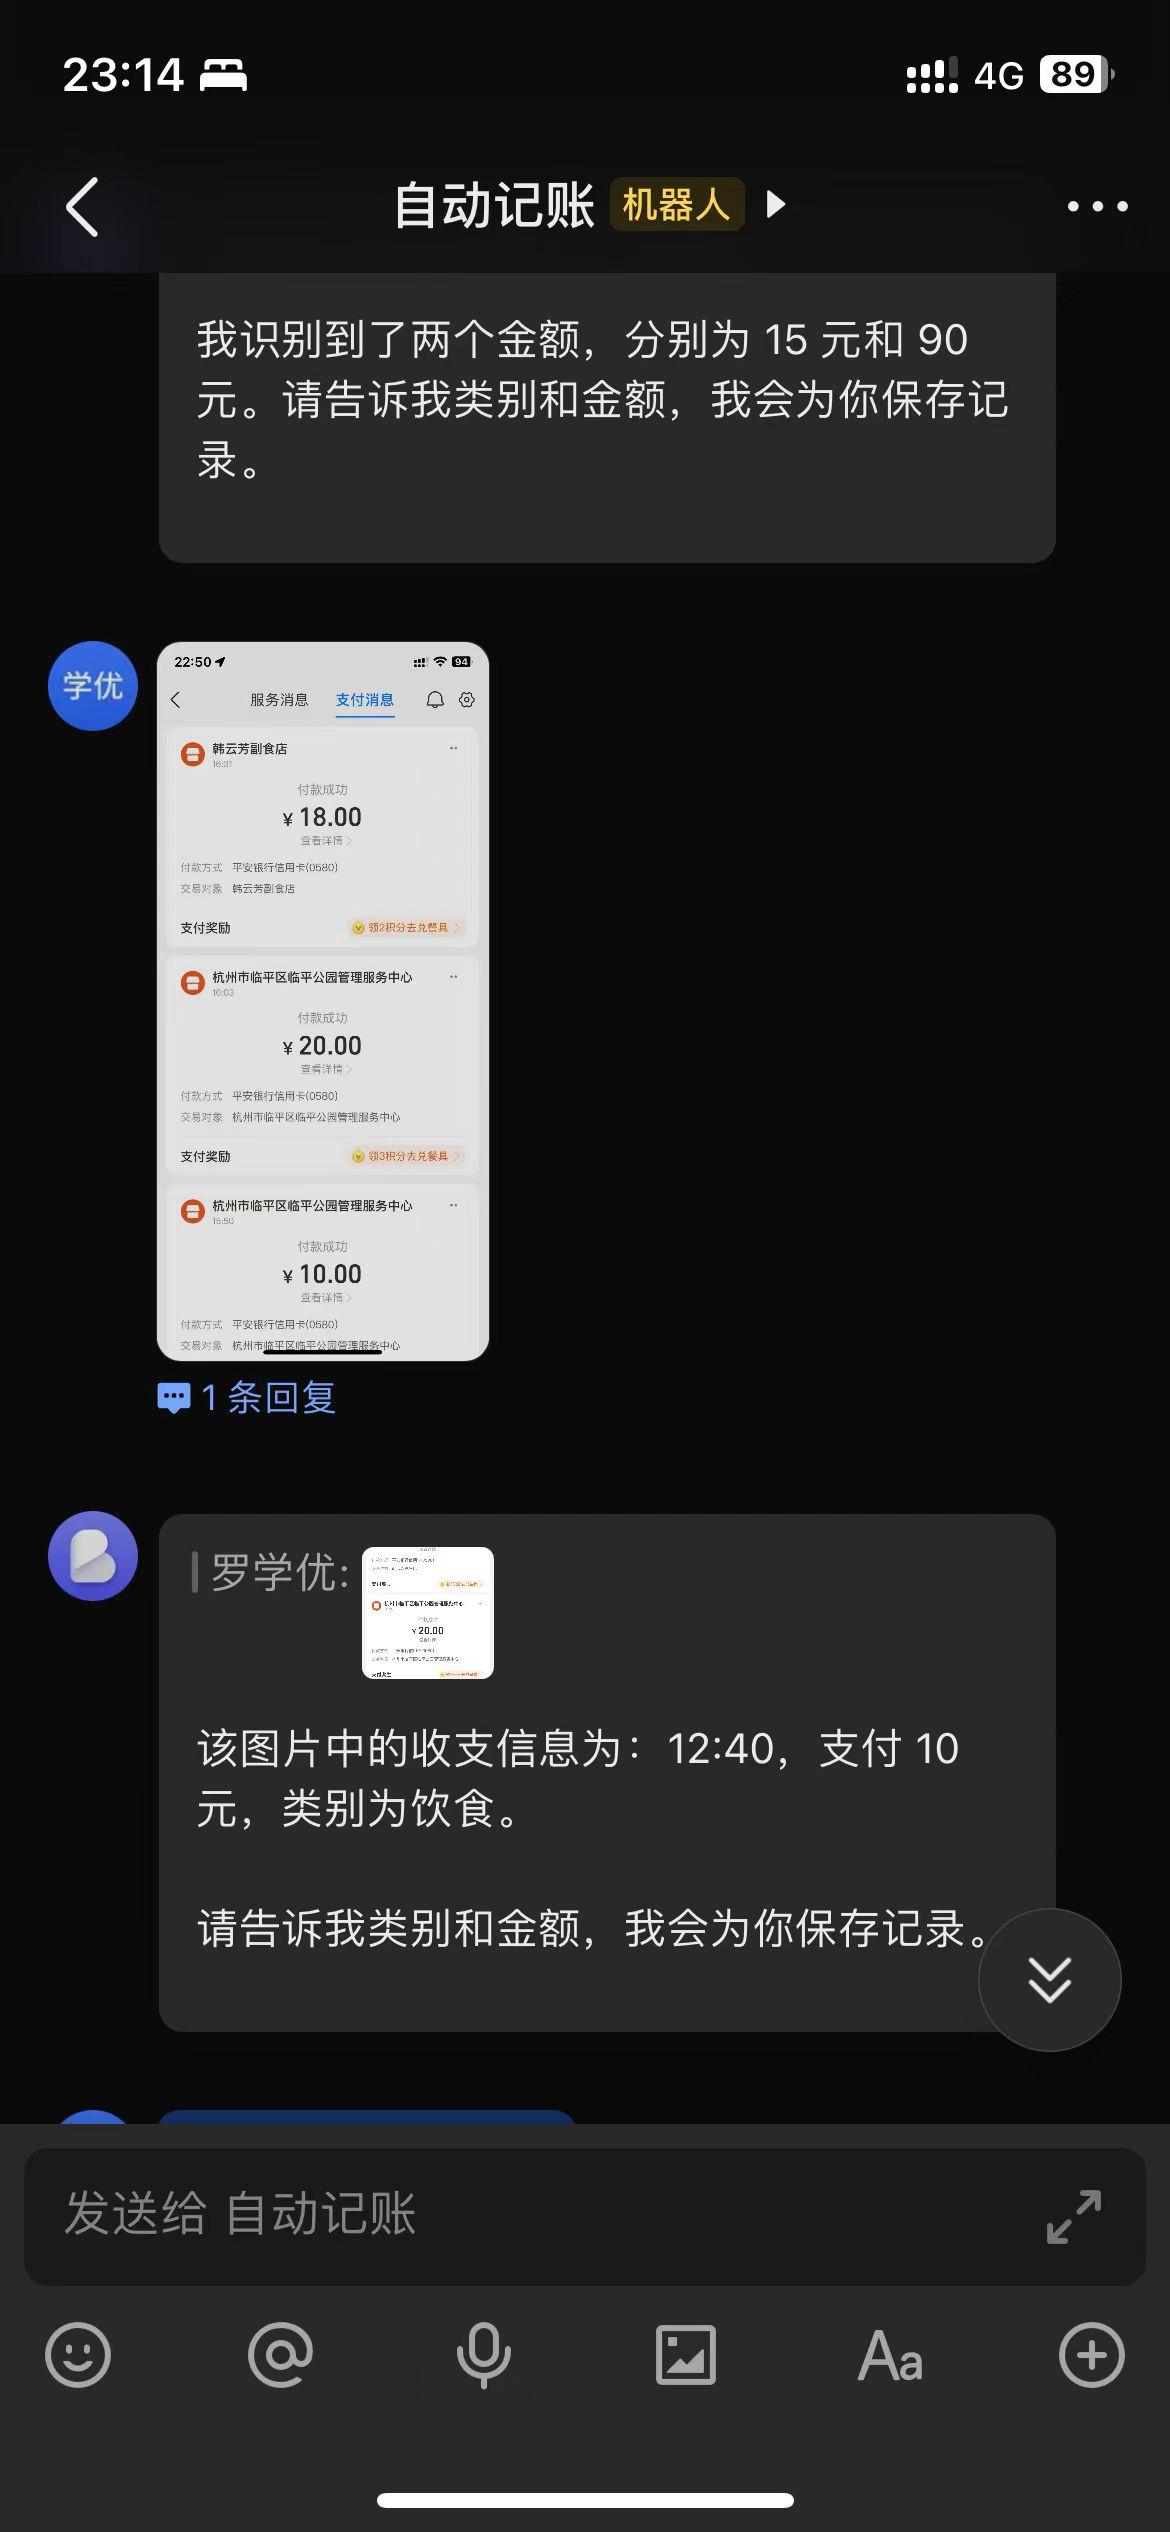 23:14
4G 89
自动记账 机器人
我识别到了两个金额，分别为 15 元和 90
元。请告诉我类别和金额，我会为你保存记
录。
学优
22:50
94
服务消息 支付消息
韩云芳副食店
16:31
付款成功
¥ 18.00
查看详情
付款方式 平安银行信用卡(0580)
交易对象 韩云芳副食店
支付奖励 领2积分去兑餐具
杭州市临平区临平公园管理服务中心
16:03
付款成功
¥ 20.00
查看详情
付款方式 平安银行信用卡(0580)
交易对象 杭州市临平区临平公园管理服务中心
支付奖励 领3积分去兑餐具
杭州市临平区临平公园管理服务中心
15:50
付款成功
¥ 10.00
查看详情
付款方式 平安银行信用卡(0580)
交易对象 杭州市临平区临平公园管理服务中心
1 条回复
罗学优:
¥ 20.00
该图片中的收支信息为：12:40，支付 10
元，类别为饮食。
请告诉我类别和金额，我会为你保存记录。
发送给 自动记账
Aa